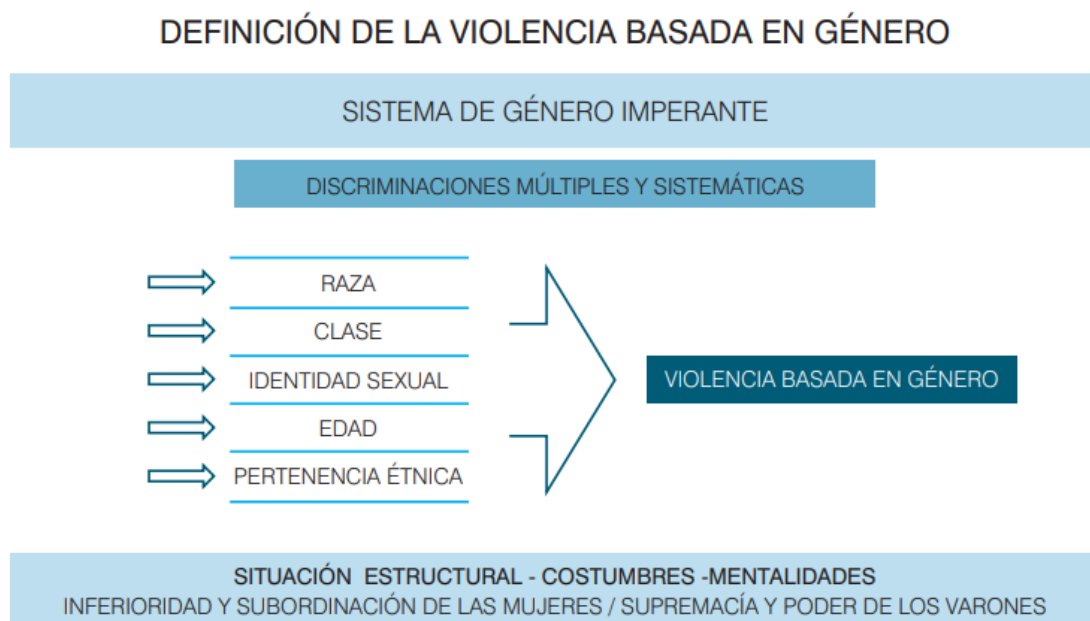 DEFINICIÓN DE LA VIOLENCIA BASADA EN GÉNERO
SISTEMA DE GÉNERO IMPERANTE
DISCRIMINACIONES MÚLTIPLES Y SISTEMÁTICAS
RAZA
CLASE
IDENTIDAD SEXUAL
EDAD
PERTENENCIA ÉTNICA
VIOLENCIA BASADA EN GÉNERO
SITUACIÓN ESTRUCTURAL - COSTUMBRES -MENTALIDADES
INFERIORIDAD Y SUBORDINACIÓN DE LAS MUJERES / SUPREMACÍA Y PODER DE LOS VARONES